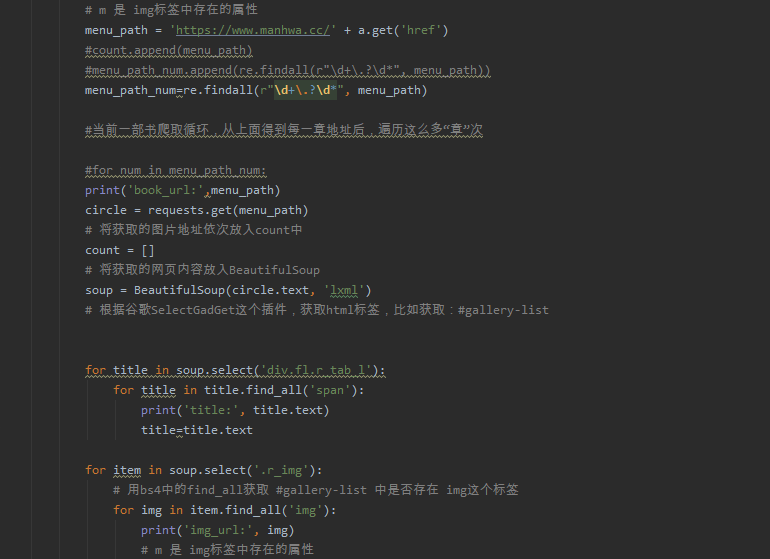 # m 是 img标签中存在的属性
menu_path = 'https://www.manhwa.cc/' + a.get('href')
#count.append(menu_path)
#menu_path_num.append(re.findall(r"\d+\.?\d*", menu_path))
menu_path_num=re.findall(r"\d+\.?\d*", menu_path)
#当前一部书爬取循环，从上面得到每一章地址后，遍历这么多“章”次
#for num in menu_path_num:
print('book_url:',menu_path)
circle = requests.get(menu_path)
# 将获取的图片地址依次放入count中
count = []
# 将获取的网页内容放入BeautifulSoup
soup = BeautifulSoup(circle.text, 'lxml')
# 根据谷歌SelectGadGet这个插件，获取html标签，比如获取：#gallery-list
for title in soup.select('div.fl.r_tab_l'):
for title in title.find_all('span'):
print('title:', title.text)
title=title.text
for item in soup.select('.r_img'):
# 用bs4中的find_all获取 #gallery-list 中是否存在 img这个标签
for img in item.find_all('img'):
print('img_url:', img)
# m 是 img标签中存在的属性